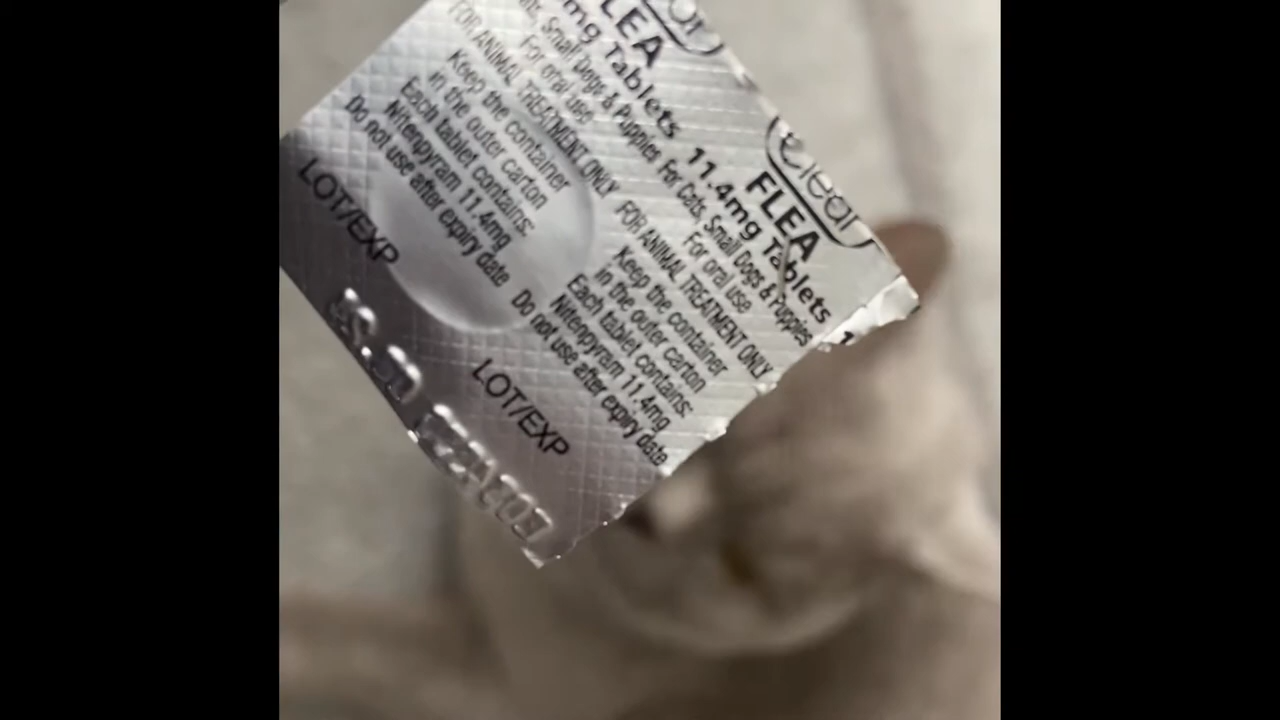 FLEA
mg Tablets
Small Dogs & Puppies
For oral use
FOR ANIMAL TREATMENT ONLY
Keep the container
in the outer carton
Each tablet contains:
Nitenpyram 11.4mg
Do not use after expiry date
LOT/EXP
Clear
FLEA
11.4mg Tablets
For Cats, Small Dogs & Puppies
For oral use
FOR ANIMAL TREATMENT ONLY
Keep the container
in the outer carton
Each tablet contains:
Nitenpyram 11.4mg
Do not use after expiry date
LOT/EXP